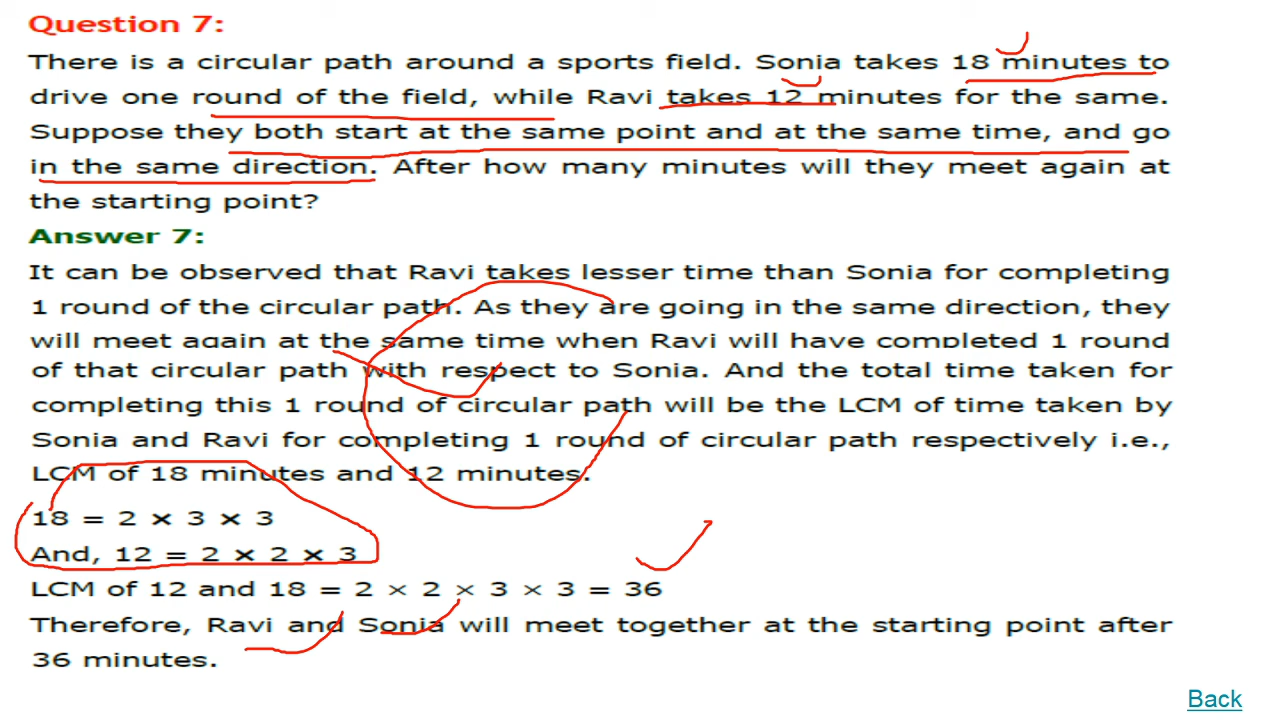 Question 7:
There is a circular path around a sports field. Sonia takes 18 minutes to
drive one round of the field, while Ravi takes 12 minutes for the same.
Suppose they both start at the same point and at the same time, and go
in the same direction. After how many minutes will they meet again at
the starting point?
Answer 7:
It can be observed that Ravi takes lesser time than Sonia for completing
1 round of the circular path. As they are going in the same direction, they
will meet again at the same time when Ravi will have completed 1 round
of that circular path with respect to Sonia. And the total time taken for
completing this 1 round of circular path will be the LCM of time taken by
Sonia and Ravi for completing 1 round of circular path respectively i.e.,
LCM of 18 minutes and 12 minutes.
18 = 2 × 3 × 3
And, 12 = 2 × 2 × 3
LCM of 12 and 18 = 2 × 2 × 3 × 3 = 36
Therefore, Ravi and Sonia will meet together at the starting point after
36 minutes.
Back